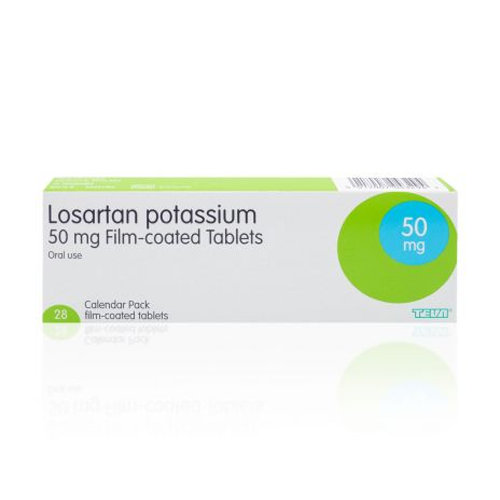 Losartan potassium
50 mg Film-coated Tablets
Oral use
50
mg
28
Calendar Pack
film-coated tablets
TEVA